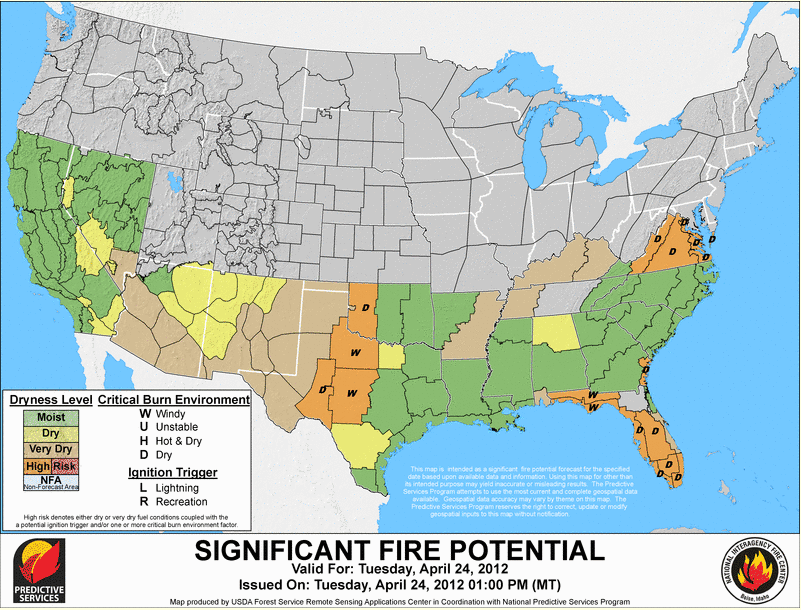 D
D
D
D
D
D
D
W
D
W
D
W
W
D
D
D
D
D
D
Dryness Level
Moist
Dry
Very Dry
High Risk
NFA
Non-Forecast Area
Critical Burn Environment
W Windy
U Unstable
H Hot & Dry
D Dry
Ignition Trigger
L Lightning
R Recreation
High risk denotes either dry or very dry fuel conditions coupled with the
a potential ignition trigger and/or one or more critical burn environment factor.
This map is intended as a significant fire potential forecast for the specified
date based upon available data and information. Using this map for other than
its intended purpose may yield inaccurate or misleading results. The Predictive
Services Program attempts to use the most current and complete geospatial data
available. Geospatial data accuracy may vary by theme on this map. The
Predictive Services Program reserves the right to correct, update or modify
geospatial inputs to this map without notification.
PREDICTIVE
SERVICES
SIGNIFICANT FIRE POTENTIAL
Valid For: Tuesday, April 24, 2012
Issued On: Tuesday, April 24, 2012 01:00 PM (MT)
Map produced by USDA Forest Service Remote Sensing Applications Center in Coordination with National Predictive Services Program
NATIONAL INTERAGENCY FIRE CENTER
Boise, Idaho